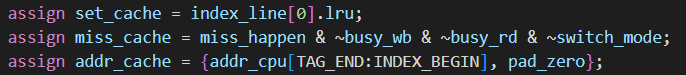 assign set_cache = index_line[0].lru;
assign miss_cache = miss_happen & ~busy_wb & ~busy_rd & ~switch_mode;
assign addr_cache = {addr_cpu[TAG_END:INDEX_BEGIN], pad_zero};